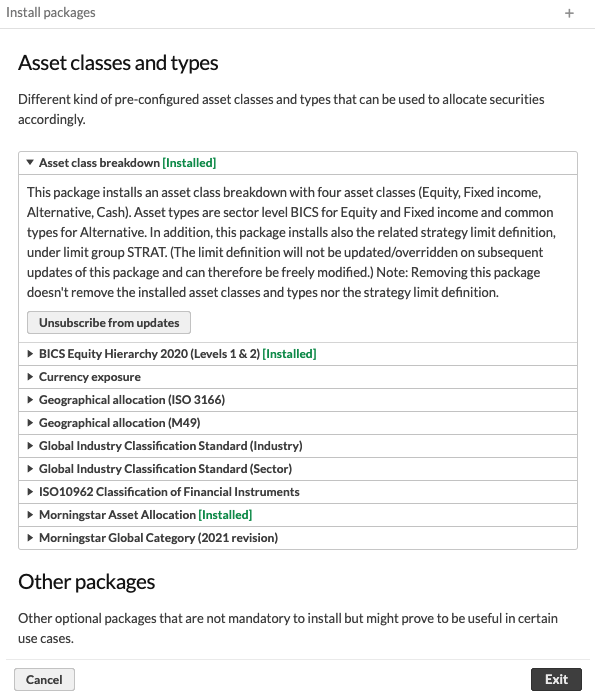 Install packages
Asset classes and types
Different kind of pre-configured asset classes and types that can be used to allocate securities
accordingly.
Asset class breakdown [Installed]
This package installs an asset class breakdown with four asset classes (Equity, Fixed income,
Alternative, Cash). Asset types are sector level BICS for Equity and Fixed income and common
types for Alternative. In addition, this package installs also the related strategy limit definition,
under limit group STRAT. (The limit definition will not be updated/overridden on subsequent
updates of this package and can therefore be freely modified.) Note: Removing this package
doesn't remove the installed asset classes and types nor the strategy limit definition.
Unsubscribe from updates
BICS Equity Hierarchy 2020 (Levels 1 & 2) [Installed]
Currency exposure
Geographical allocation (ISO 3166)
Geographical allocation (M49)
Global Industry Classification Standard (Industry)
Global Industry Classification Standard (Sector)
ISO10962 Classification of Financial Instruments
Morningstar Asset Allocation [Installed]
Morningstar Global Category (2021 revision)
Other packages
Other optional packages that are not mandatory to install but might prove to be useful in certain
use cases.
Cancel
Exit